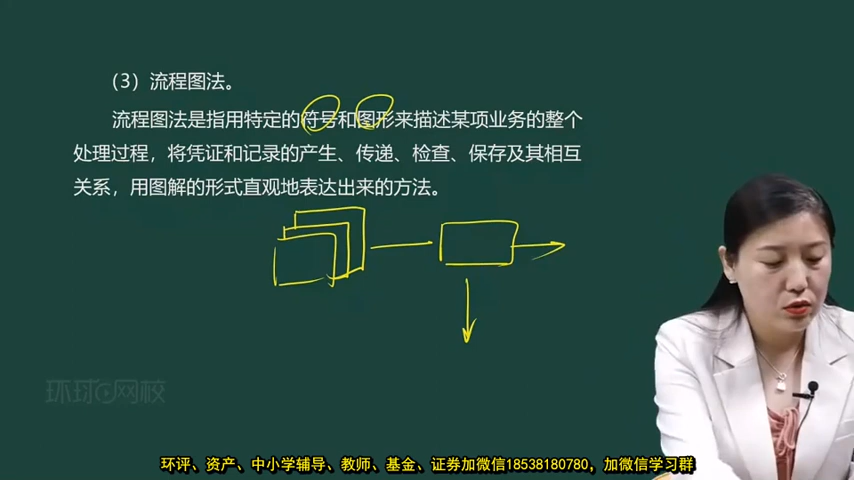 （3）流程图法。
流程图法是指用特定的符号和图形来描述某项业务的整个
处理过程，将凭证和记录的产生、传递、检查、保存及其相互
关系，用图解的形式直观地表达出来的方法。
环球网校
环评、资产、中小学辅导、教师、基金、证券加微信18538180780，加微信学习群